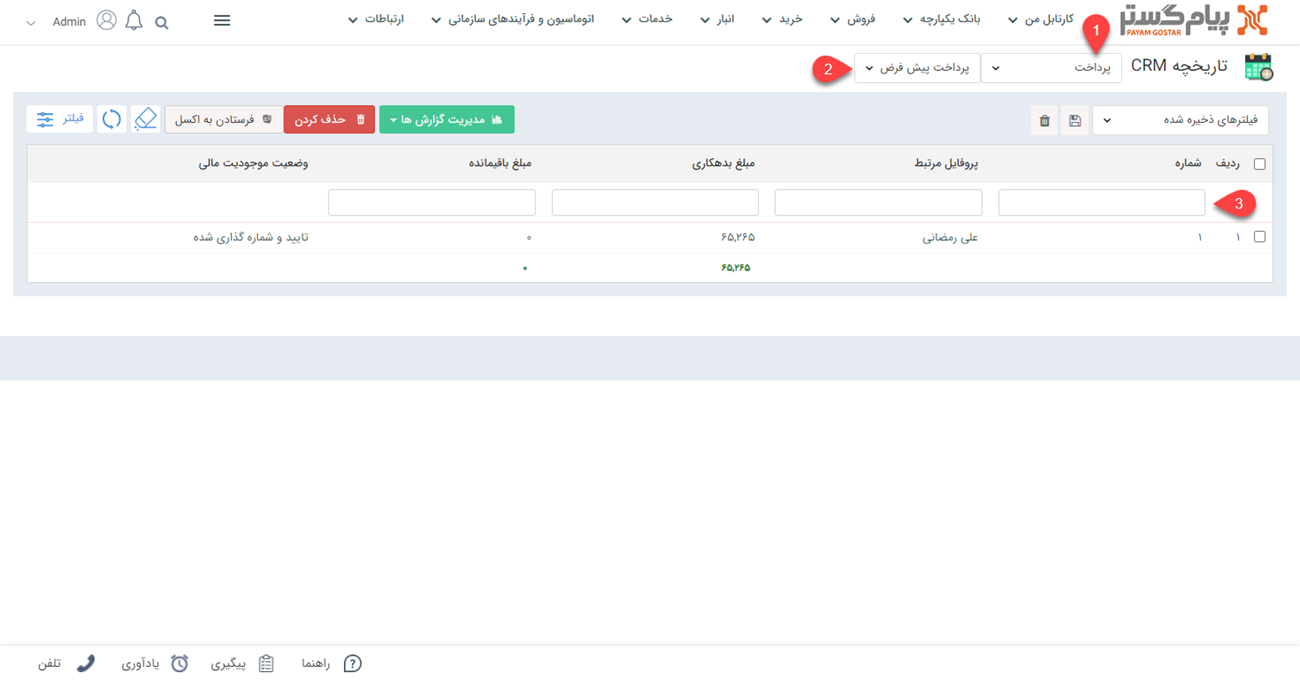 پیام گستر
PAYAM GOSTAR
کارتابل من
بانک یکپارچه
فروش
خرید
انبار
خدمات
اتوماسیون و فرآیندهای سازمانی
ارتباطات
Admin
1
تاریخچه CRM
پرداخت
پرداخت پیش فرض
2
فیلترهای ذخیره شده
مدیریت گزارش ها
حذف کردن
فرستادن به اکسل
فیلتر
ردیف شماره پروفایل مرتبط مبلغ بدهکاری مبلغ باقیمانده وضعیت موجودیت مالی
3
۱ ۱ علی رمضانی ۶۵,۲۶۵ ۰ تایید و شماره گذاری شده
۶۵,۲۶۵ ۰
راهنما
پیگیری
یادآوری
تلفن